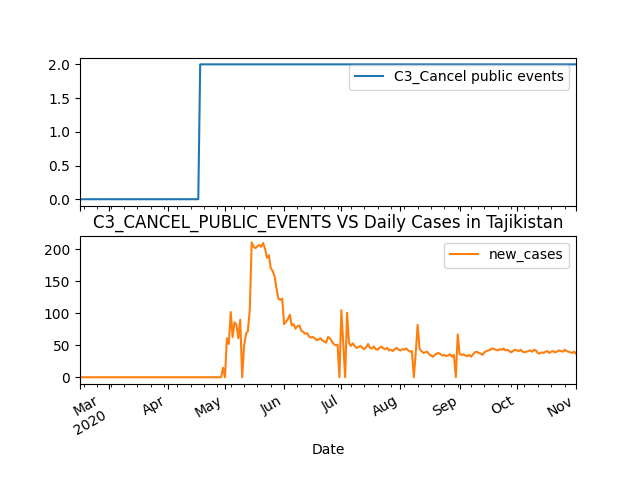 2.0
1.5
1.0
0.5
0.0
C3_Cancel public events
C3_CANCEL_PUBLIC_EVENTS VS Daily Cases in Tajikistan
200
150
100
50
0
new_cases
Mar
2020
Apr
May
Jun
Jul
Aug
Sep
Oct
Nov
Date